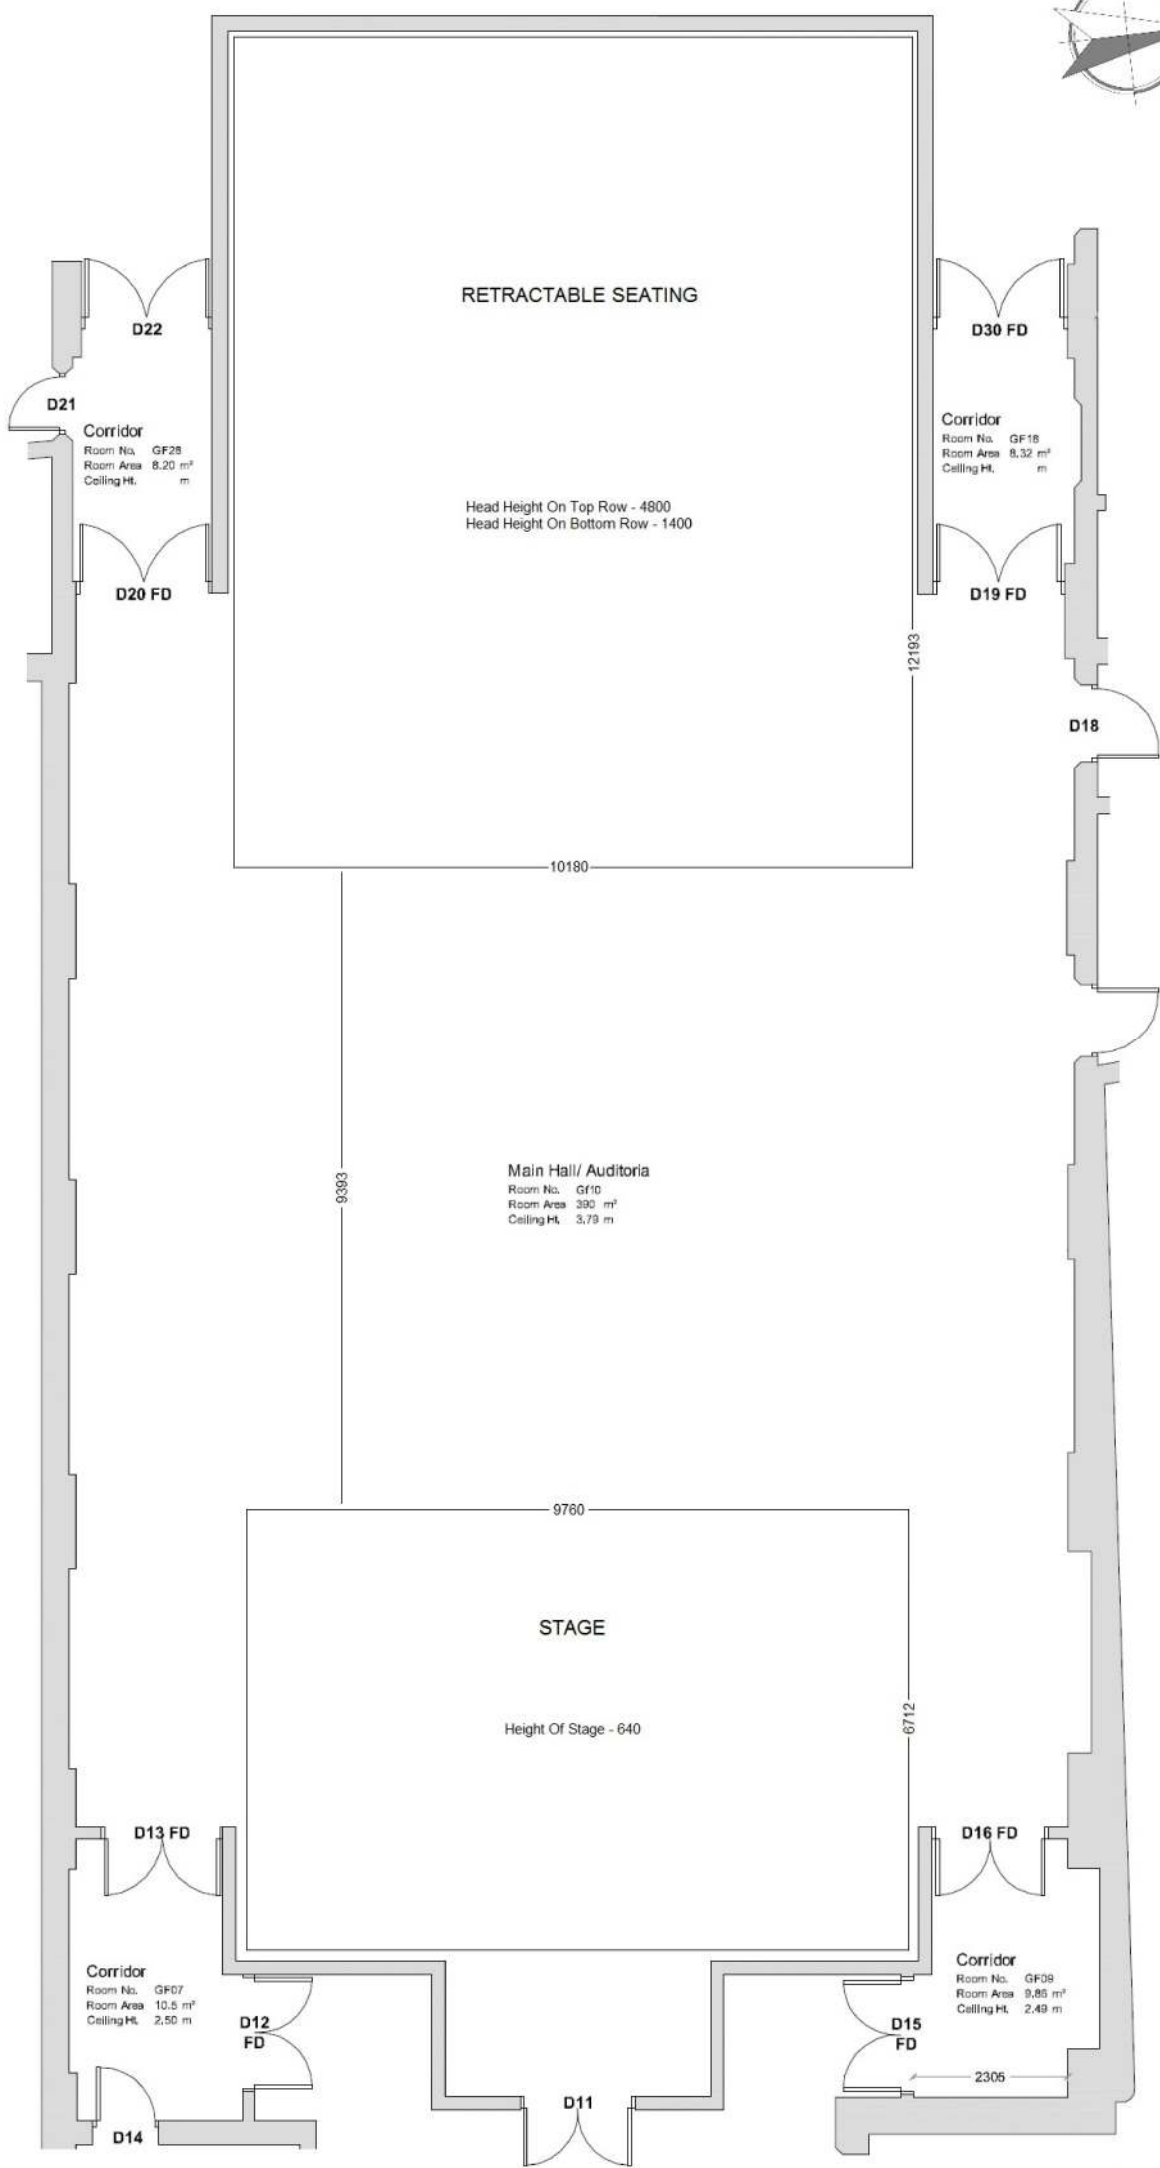 RETRACTABLE SEATING
D22
D30 FD
D21
Corridor
Room No. GF28
Room Area 8.20 m²
Ceiling Ht. m
Corridor
Room No. GF18
Room Area 8.32 m²
Ceiling Ht. m
Head Height On Top Row - 4800
Head Height On Bottom Row - 1400
D20 FD
D19 FD
12193
D18
10180
9393
Main Hall/ Auditoria
Room No. Gf10
Room Area 390 m²
Ceiling Ht. 3.79 m
9760
STAGE
Height Of Stage - 640
6712
D13 FD
D16 FD
Corridor
Room No. GF07
Room Area 10.5 m²
Ceiling Ht. 2.50 m
Corridor
Room No. GF09
Room Area 9.86 m²
Ceiling Ht. 2.49 m
D12
FD
D15
FD
2305
D11
D14